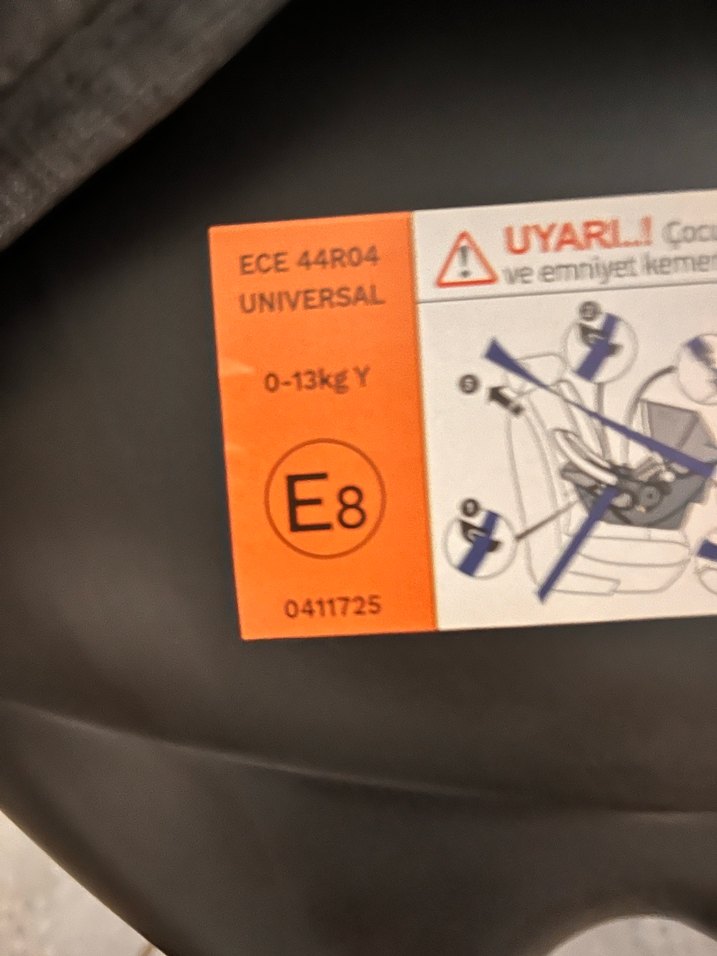 ECE 44R04
UNIVERSAL
0-13kg Y
E8
0411725
UYARI..!
ve emniyet